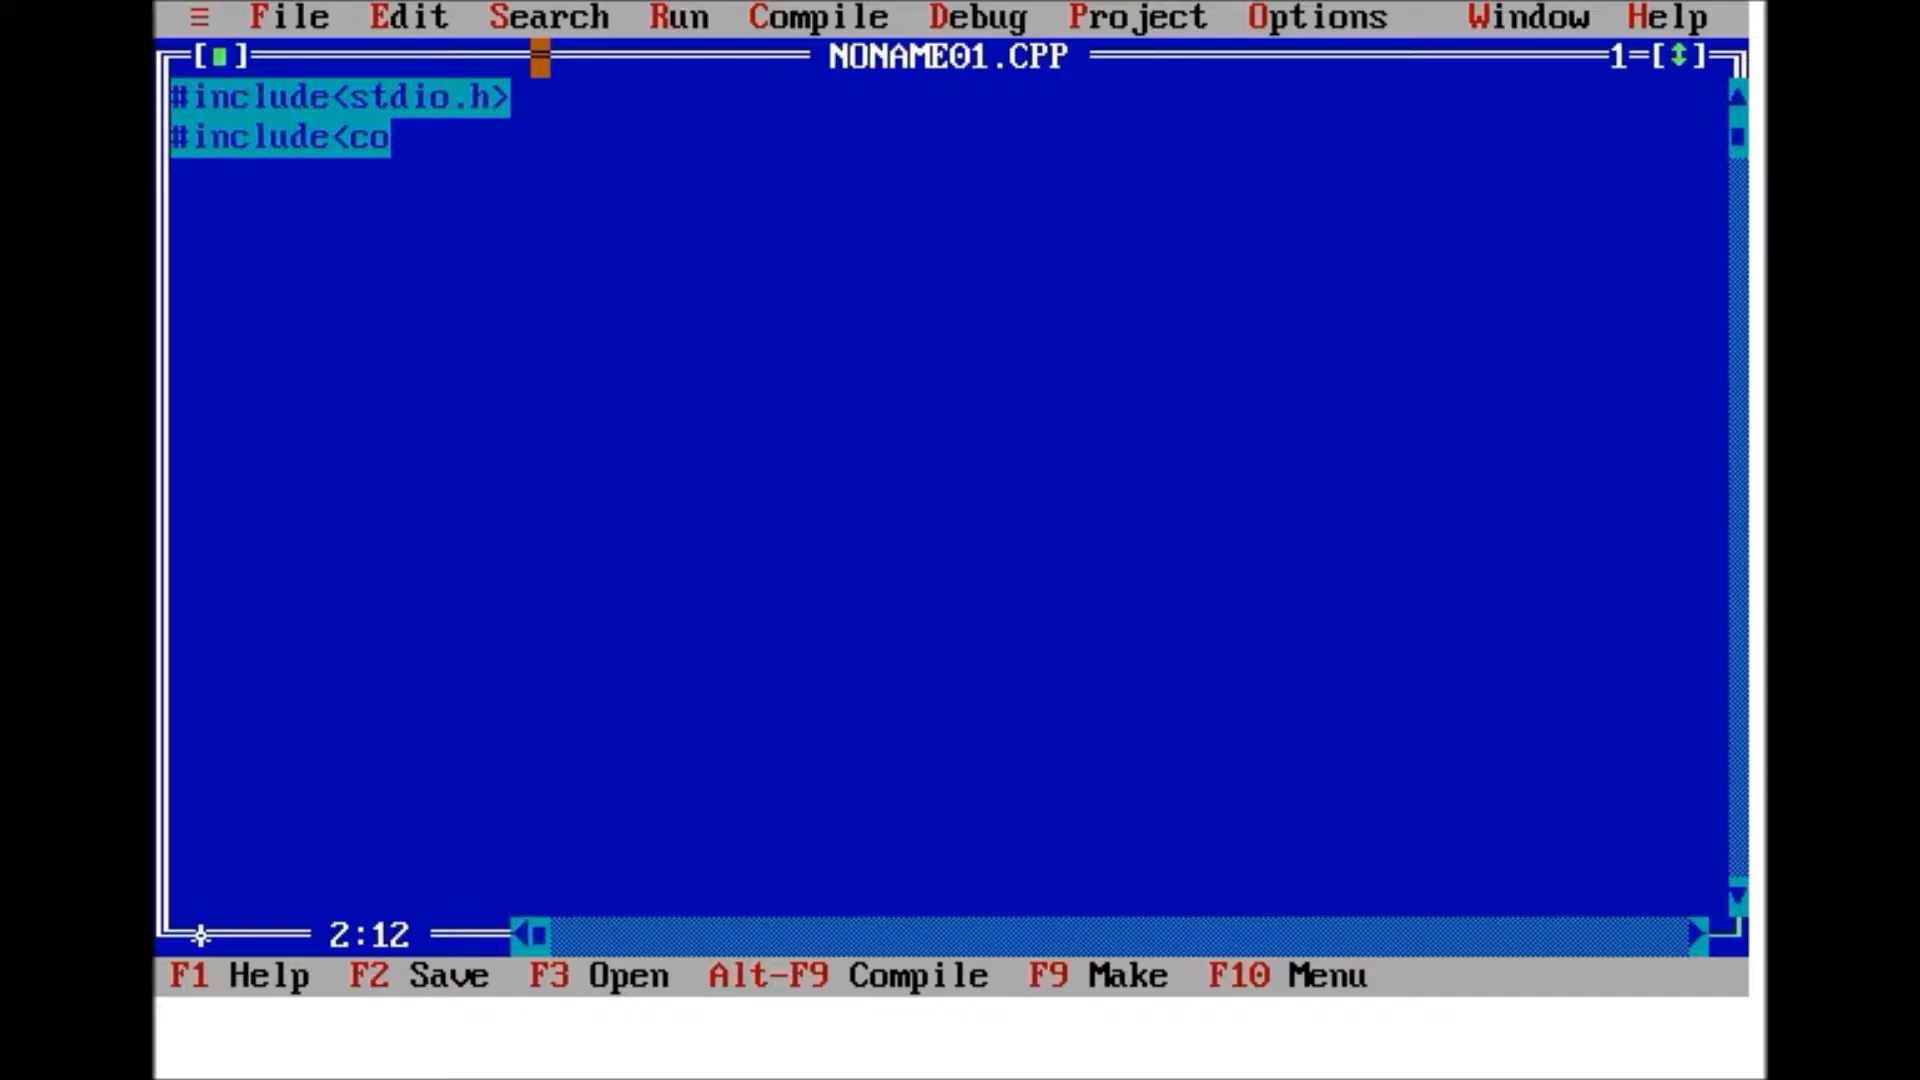 ≡ File Edit Search Run Compile Debug Project Options Window Help
[■] NONAME01.CPP 1=[↕]
#include<stdio.h>
#include<co
2:12
F1 Help F2 Save F3 Open Alt-F9 Compile F9 Make F10 Menu